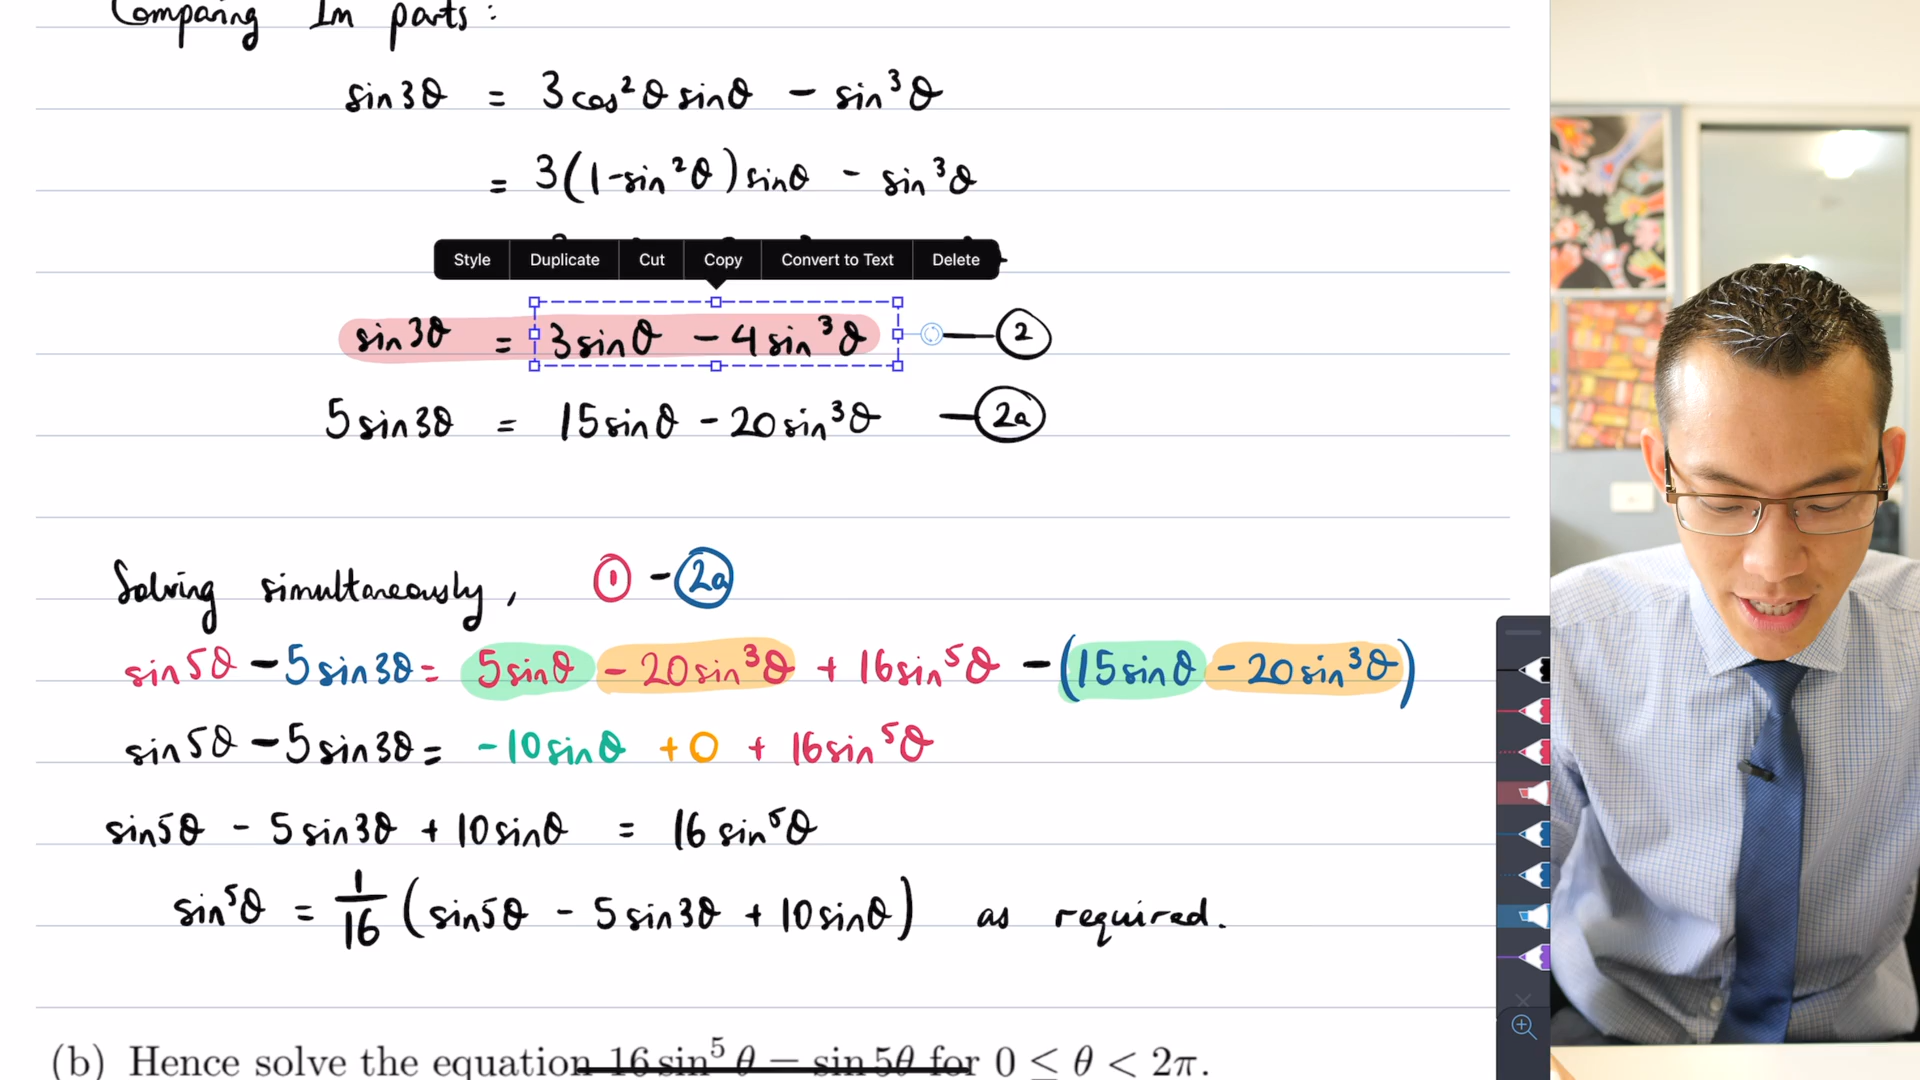 Comparing Im parts:
sin3θ = 3cos²θ sinθ − sin³θ
= 3(1-sin²θ)sinθ − sin³θ
Style Duplicate Cut Copy Convert to Text Delete
sin3θ = 3sinθ − 4sin³θ — 2
5sin3θ = 15sinθ − 20sin³θ — 2a
Solving simultaneously, 1 − 2a
sin5θ − 5sin3θ = 5sinθ − 20sin³θ + 16sin⁵θ − (15sinθ − 20sin³θ)
sin5θ − 5sin3θ = -10sinθ + 0 + 16sin⁵θ
sin5θ − 5sin3θ + 10sinθ = 16sin⁵θ
sin⁵θ = 1/16 (sin5θ − 5sin3θ + 10sinθ) as required.
(b) Hence solve the equation 16 sin⁵ θ = sin 5θ for 0 ≤ θ < 2π.